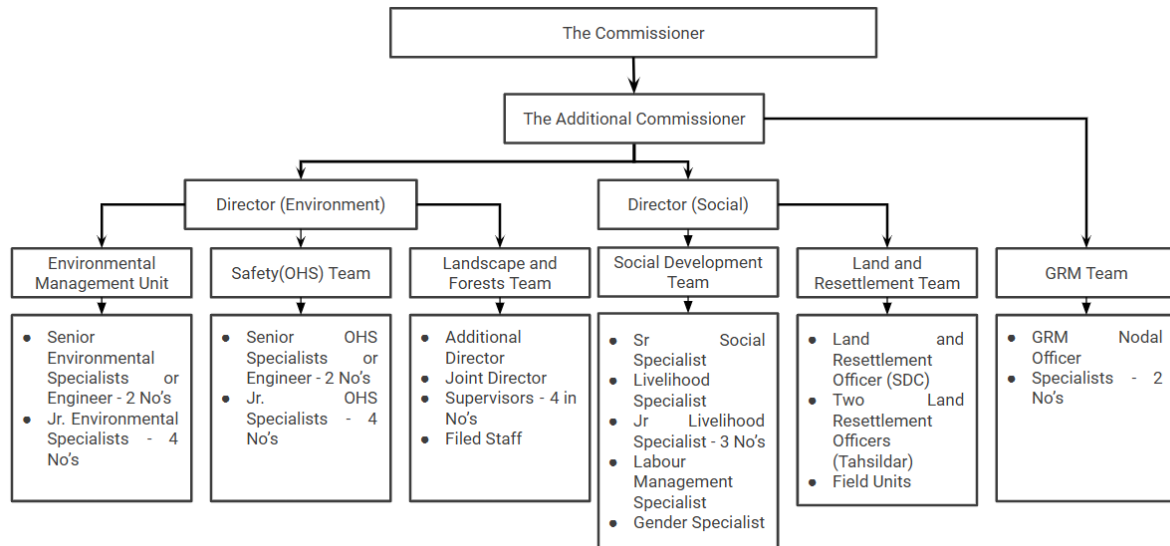 The Commissioner
The Additional Commissioner
Director (Environment)
Director (Social)
Environmental
Management Unit
Safety(OHS) Team
Landscape and
Forests Team
Social Development
Team
Land and
Resettlement Team
GRM Team
● Senior
Environmental
Specialists or
Engineer - 2 No's
● Jr. Environmental
Specialists - 4
No's
● Senior OHS
Specialists or
Engineer - 2 No's
● Jr. OHS
Specialists - 4
No's
● Additional
Director
● Joint Director
● Supervisors - 4 in
No's
● Filed Staff
● Sr Social
Specialist
● Livelihood
Specialist
● Jr Livelihood
Specialist - 3 No's
● Labour
Management
Specialist
● Gender Specialist
● Land and
Resettlement
Officer (SDC)
● Two Land
Resettlement
Officers
(Tahsildar)
● Field Units
● GRM Nodal
Officer
● Specialists - 2
No's